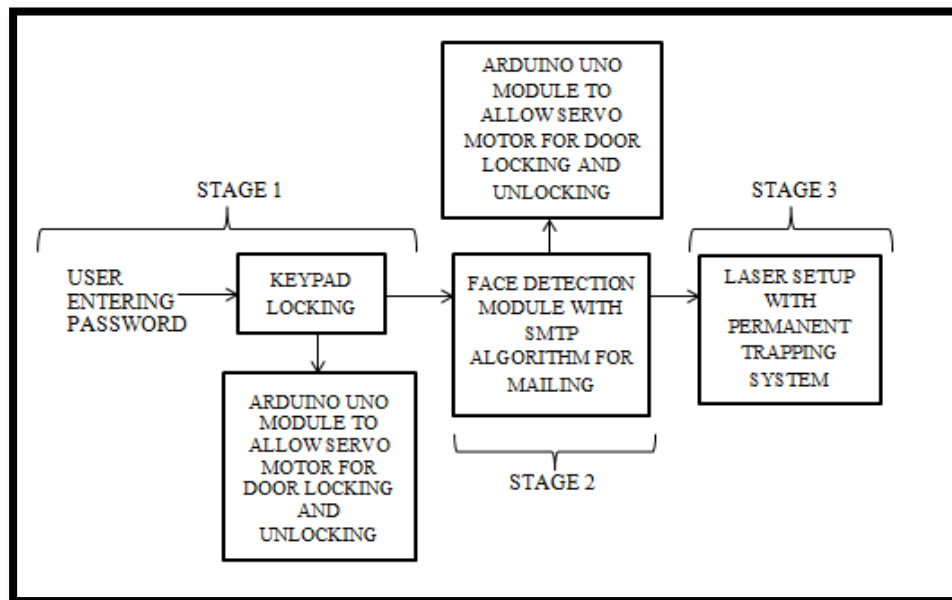 STAGE 1
USER
ENTERING
PASSWORD
KEYPAD
LOCKING
ARDUINO UNO
MODULE TO
ALLOW SERVO
MOTOR FOR
DOOR LOCKING
AND
UNLOCKING
ARDUINO UNO
MODULE TO
ALLOW SERVO
MOTOR FOR DOOR
LOCKING AND
UNLOCKING
FACE DETECTION
MODULE WITH
SMTP
ALGORITHM FOR
MAILING
STAGE 2
STAGE 3
LASER SETUP
WITH
PERMANENT
TRAPPING
SYSTEM